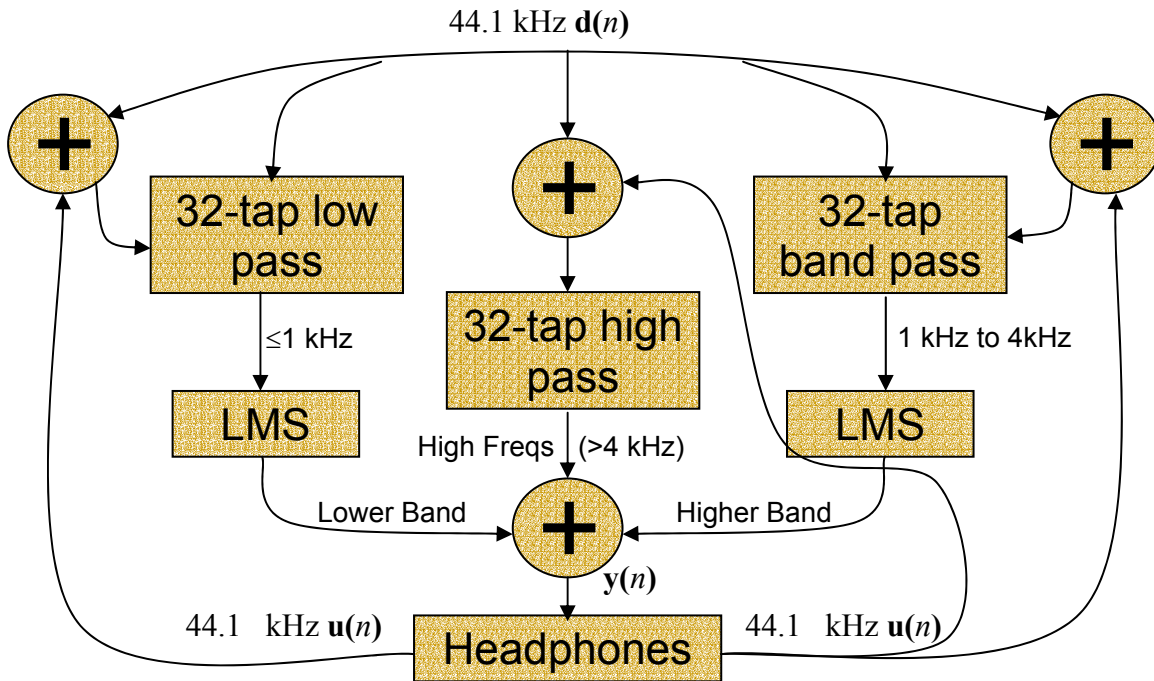 44.1 kHz d(n)
+
+
+
32-tap low
pass
32-tap
band pass
32-tap high
pass
≤1 kHz
1 kHz to 4kHz
LMS
LMS
High Freqs (>4 kHz)
Lower Band
+
Higher Band
y(n)
44.1 kHz u(n)
44.1 kHz u(n)
Headphones